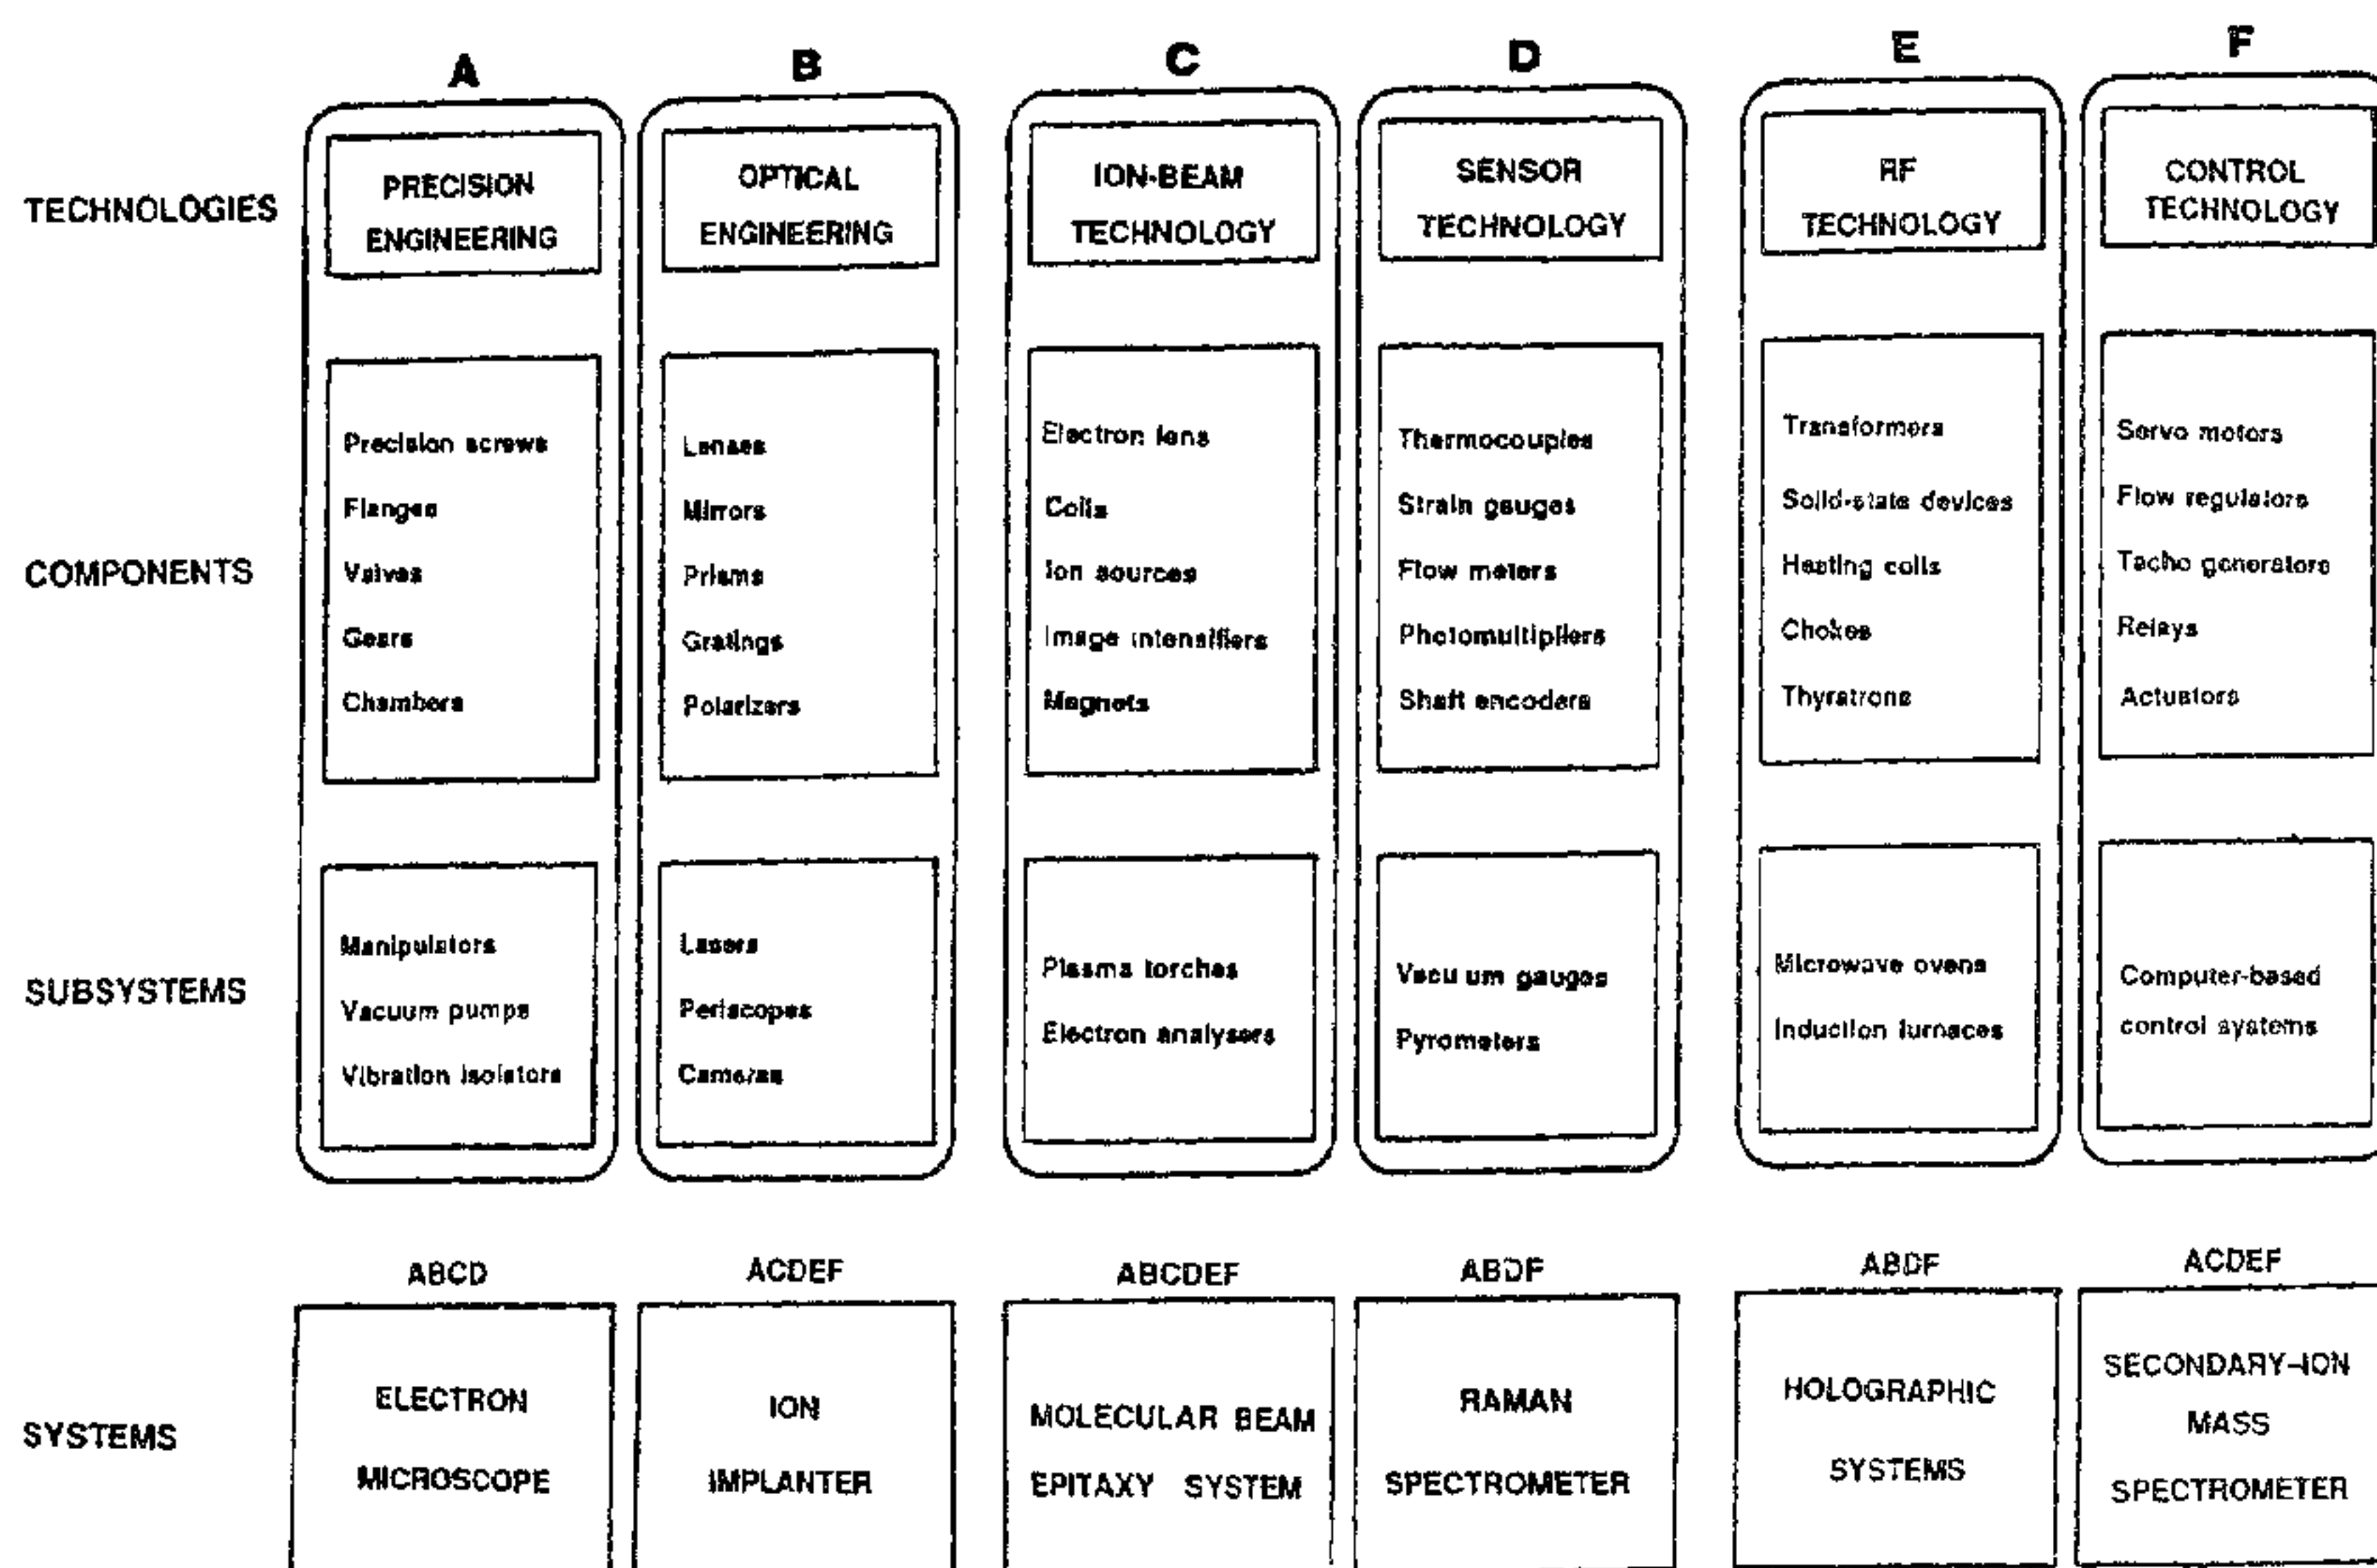 A
B
C
D
E
F
TECHNOLOGIES
PRECISION
ENGINEERING
OPTICAL
ENGINEERING
ION-BEAM
TECHNOLOGY
SENSOR
TECHNOLOGY
RF
TECHNOLOGY
CONTROL
TECHNOLOGY
COMPONENTS
Precision screws
Flanges
Valves
Gears
Chambers
Lenses
Mirrors
Prisms
Gratings
Polarizers
Electron lens
Coils
Ion sources
Image intensifiers
Magnets
Thermocouples
Strain gauges
Flow meters
Photomultipliers
Shaft encoders
Transformers
Solid-state devices
Heating coils
Chokes
Thyratrons
Servo motors
Flow regulators
Tacho generators
Relays
Actuators
SUBSYSTEMS
Manipulators
Vacuum pumps
Vibration isolators
Lasers
Periscopes
Cameras
Plasma torches
Electron analysers
Vacuum gauges
Pyrometers
Microwave ovens
Induction furnaces
Computer-based
control systems
SYSTEMS
ABCD
ELECTRON
MICROSCOPE
ACDEF
ION
IMPLANTER
ABCDEF
MOLECULAR BEAM
EPITAXY SYSTEM
ABDF
RAMAN
SPECTROMETER
ABDF
HOLOGRAPHIC
SYSTEMS
ACDEF
SECONDARY-ION
MASS
SPECTROMETER